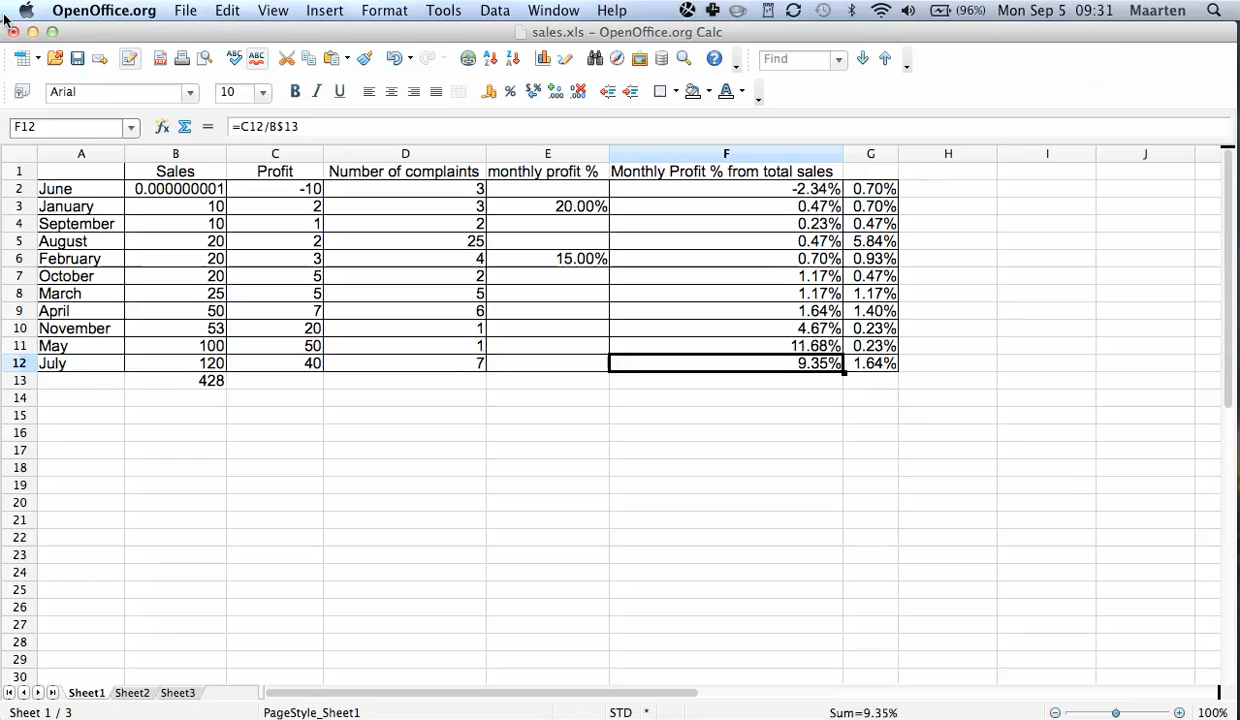 OpenOffice.org File Edit View Insert Format Tools Data Window Help (96%) Mon Sep 5 09:31 Maarten
sales.xls – OpenOffice.org Calc
ABC ABC Find
Arial 10
F12 =C12/B$13
A B C D E F G H I J
1 Sales Profit Number of complaints monthly profit % Monthly Profit % from total sales
2 June 0.000000001 -10 3 -2.34% 0.70%
3 January 10 2 3 20.00% 0.47% 0.70%
4 September 10 1 2 0.23% 0.47%
5 August 20 2 25 0.47% 5.84%
6 February 20 3 4 15.00% 0.70% 0.93%
7 October 20 5 2 1.17% 0.47%
8 March 25 5 5 1.17% 1.17%
9 April 50 7 6 1.64% 1.40%
10 November 53 20 1 4.67% 0.23%
11 May 100 50 1 11.68% 0.23%
12 July 120 40 7 9.35% 1.64%
13 428
14
15
16
17
18
19
20
21
22
23
24
25
26
27
28
29
30
Sheet1 Sheet2 Sheet3
Sheet 1 / 3 PageStyle_Sheet1 STD * Sum=9.35% 100%